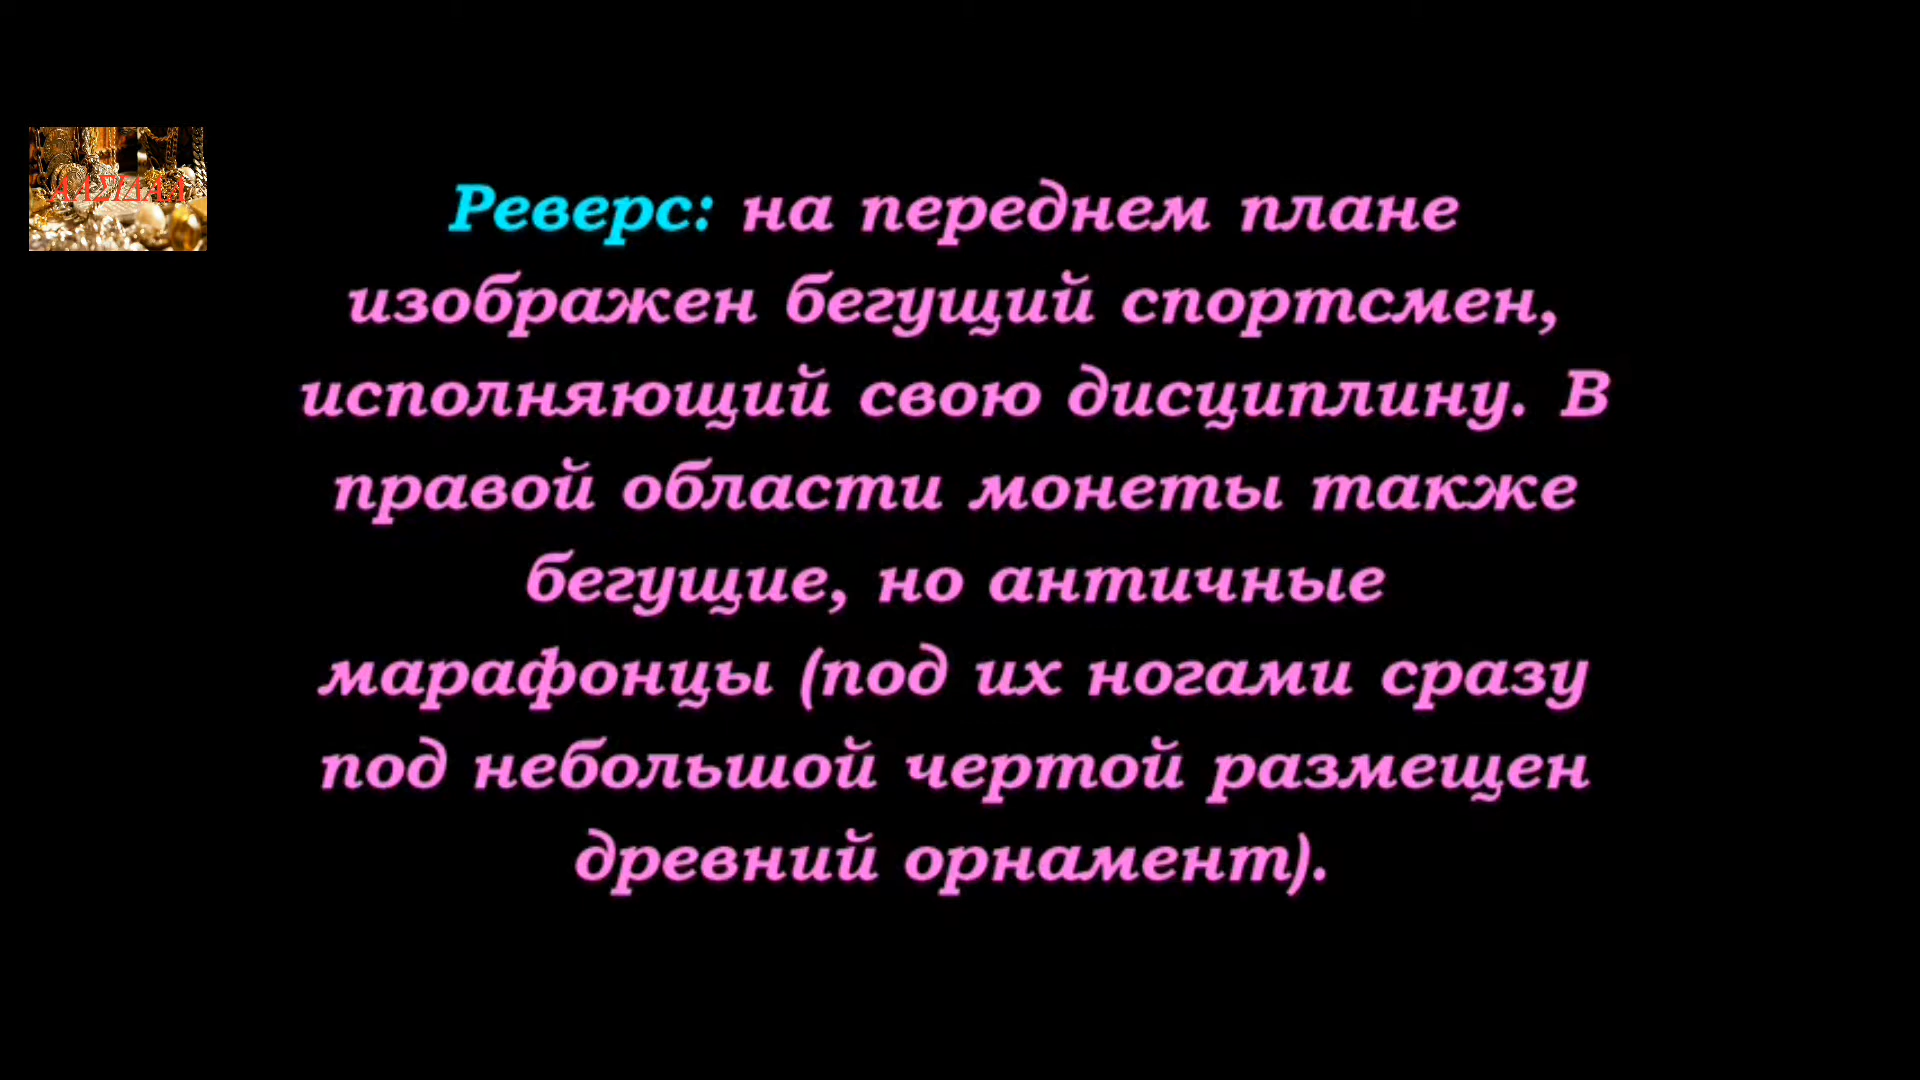 Реверс: на переднем плане
изображен бегущий спортсмен,
исполняющий свою дисциплину. В
правой области монеты также
бегущие, но античные
марафонцы (под их ногами сразу
под небольшой чертой размещен
древний орнамент).